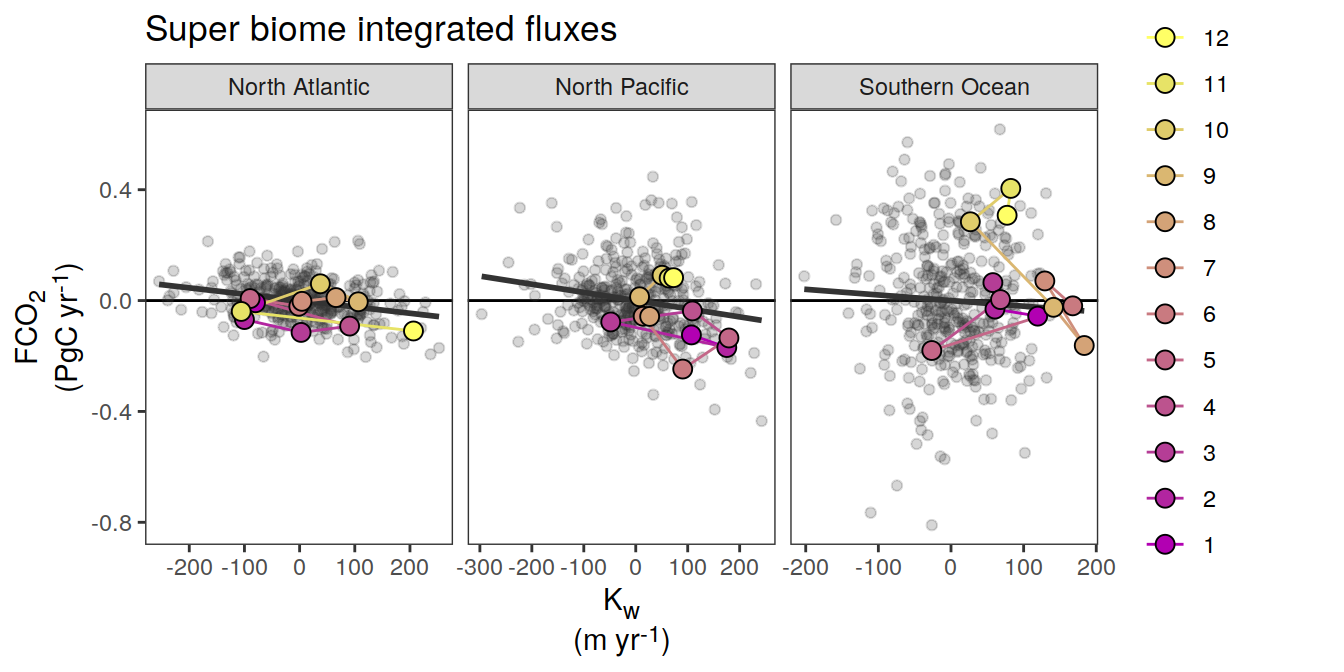 Super biome integrated fluxes
North Atlantic
North Pacific
Southern Ocean
FCO2
(PgC yr-1)
0.4
0.0
-0.4
-0.8
-200 -100 0 100 200
-300 -200 -100 0 100 200
-200 -100 0 100 200
Kw
(m yr-1)
12
11
10
9
8
7
6
5
4
3
2
1